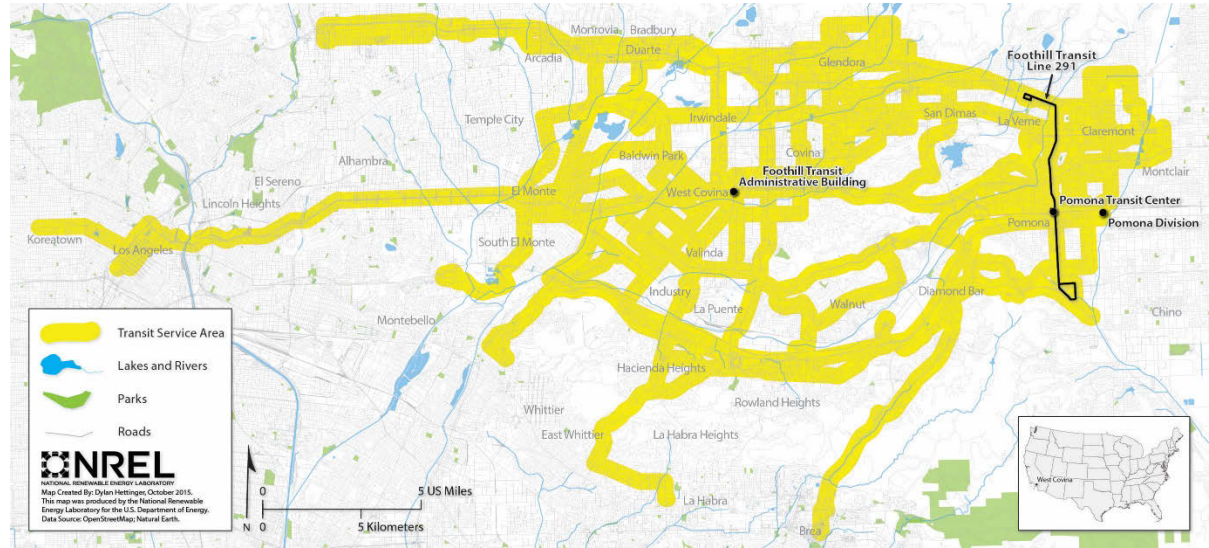 Monrovia
Bradbury
Duarte
Arcadia
Glendora
Foothill Transit
Line 291
Temple City
Irwindale
San Dimas
La Verne
Claremont
Baldwin Park
Covina
Alhambra
Montclair
El Sereno
El Monte
West Covina
Foothill Transit
Administrative Building
Lincoln Heights
Pomona Transit Center
Koreatown
Los Angeles
South El Monte
Valinda
Pomona
Pomona Division
Industry
La Puente
Walnut
Diamond Bar
Chino
Montebello
Hacienda Heights
Rowland Heights
Whittier
East Whittier
La Habra Heights
La Habra
Brea
Transit Service Area
Lakes and Rivers
Parks
Roads
NREL
NATIONAL RENEWABLE ENERGY LABORATORY
Map Created By: Dylan Hettinger, October 2015.
This map was produced by the National Renewable
Energy Laboratory for the U.S. Department of Energy.
Data Source: OpenStreetMap; Natural Earth.
N
0
5 US Miles
0
5 Kilometers
West Covina